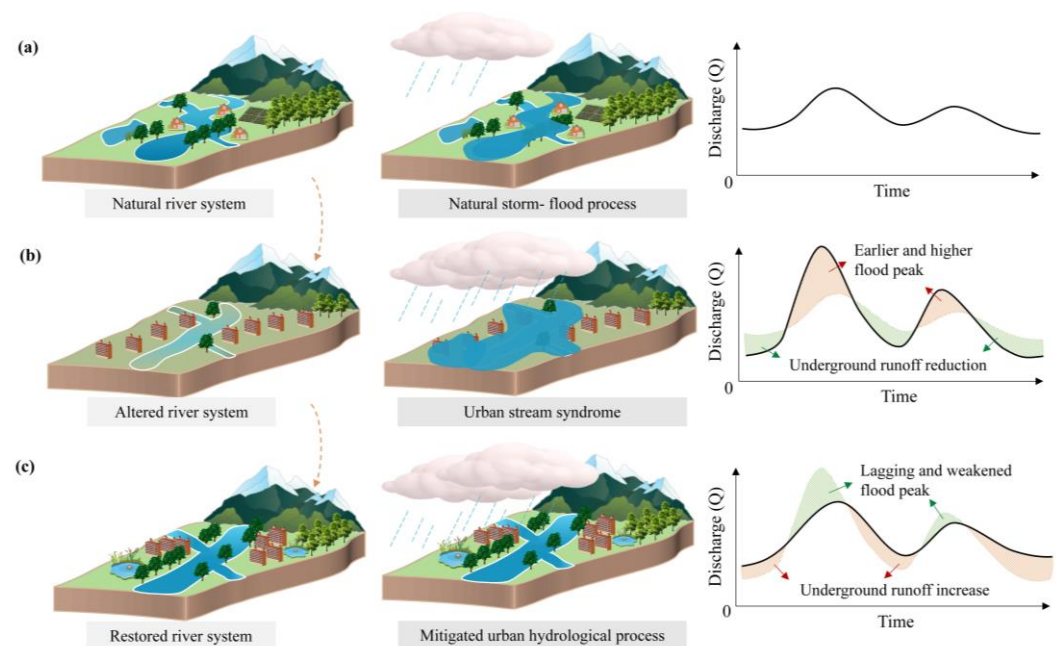 (a)
Natural river system
Natural storm- flood process
Discharge (Q)
0
Time
(b)
Altered river system
Urban stream syndrome
Discharge (Q)
Earlier and higher
flood peak
Underground runoff reduction
0
Time
(c)
Restored river system
Mitigated urban hydrological process
Discharge (Q)
Lagging and weakened
flood peak
Underground runoff increase
0
Time